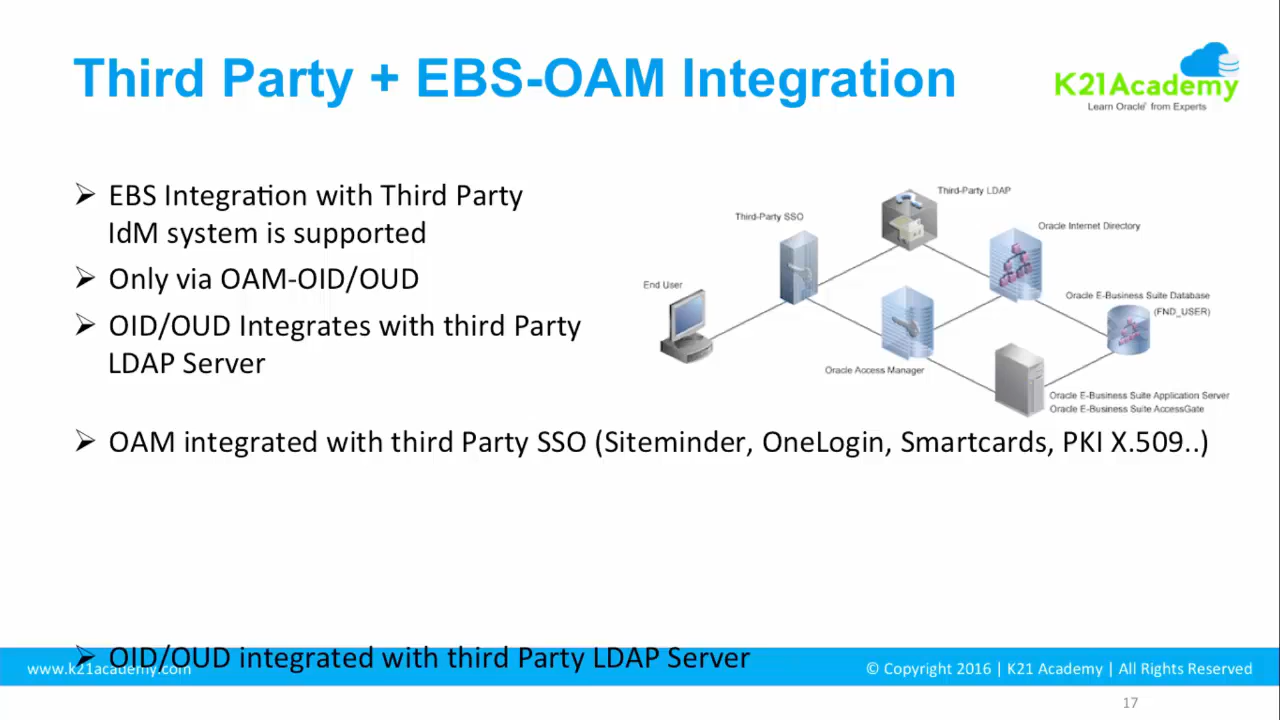 Third Party + EBS-OAM Integration
K21Academy
Learn Oracle' from Experts
➢ EBS Integration with Third Party
IdM system is supported
➢ Only via OAM-OID/OUD
➢ OID/OUD Integrates with third Party
LDAP Server
Third-Party LDAP
Third-Party SSO
Oracle Internet Directory
End User
Oracle E-Business Suite Database
(FND_USER)
Oracle Access Manager
Oracle E-Business Suite Application Server
Oracle E-Business Suite AccessGate
➢ OAM integrated with third Party SSO (Siteminder, OneLogin, Smartcards, PKI X.509..)
➢ OID/OUD integrated with third Party LDAP Server
www.k21academy.com
© Copyright 2016 | K21 Academy | All Rights Reserved
17